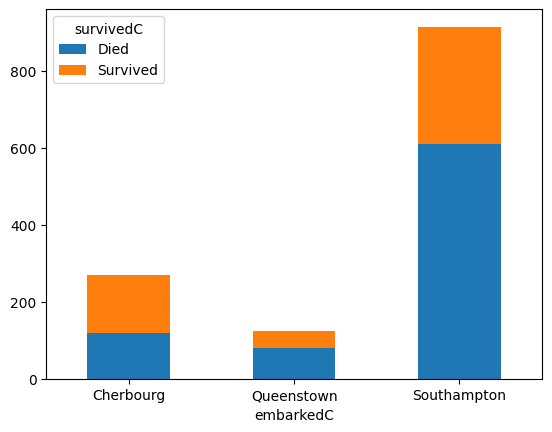 survivedC
Died
Survived
800
600
400
200
0
Cherbourg Queenstown Southampton
embarkedC